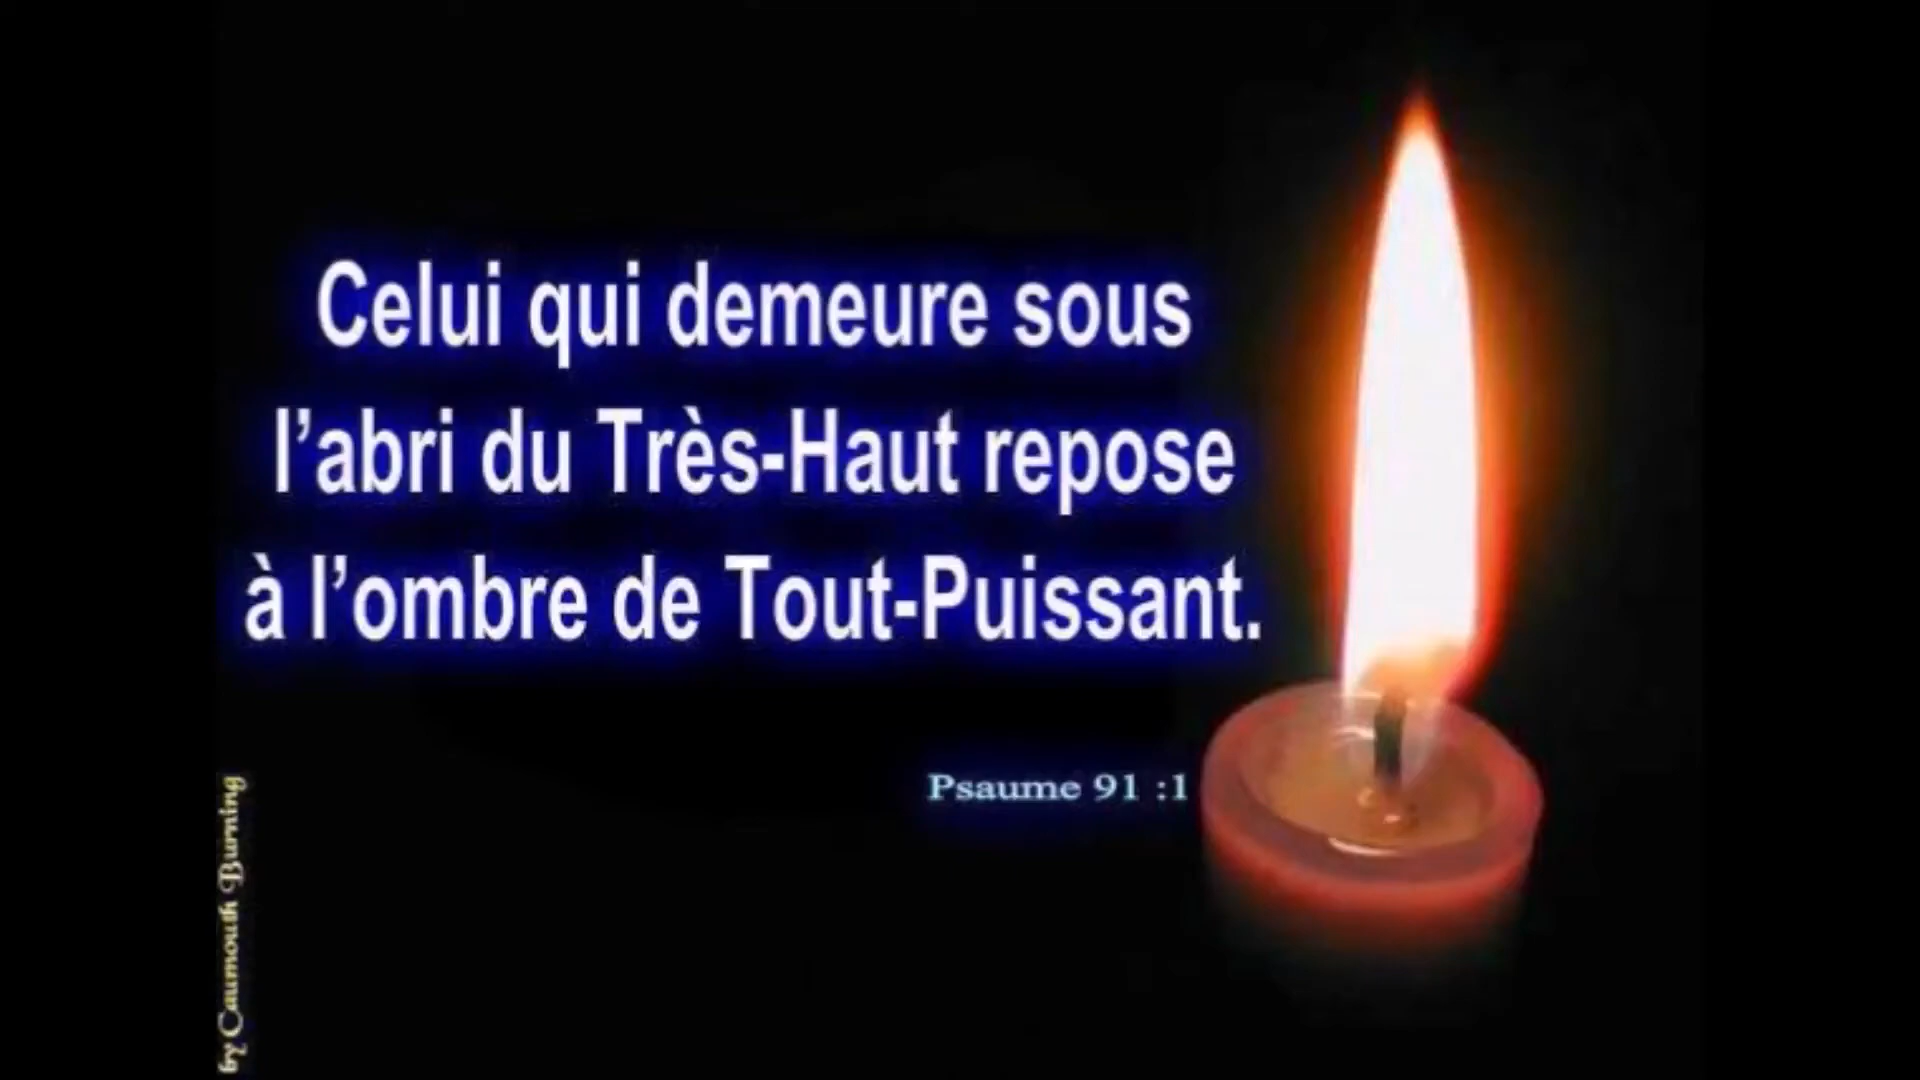 Celui qui demeure sous
l’abri du Très-Haut repose
à l’ombre de Tout-Puissant.
Psaume 91 :1
by Caumouth Burning